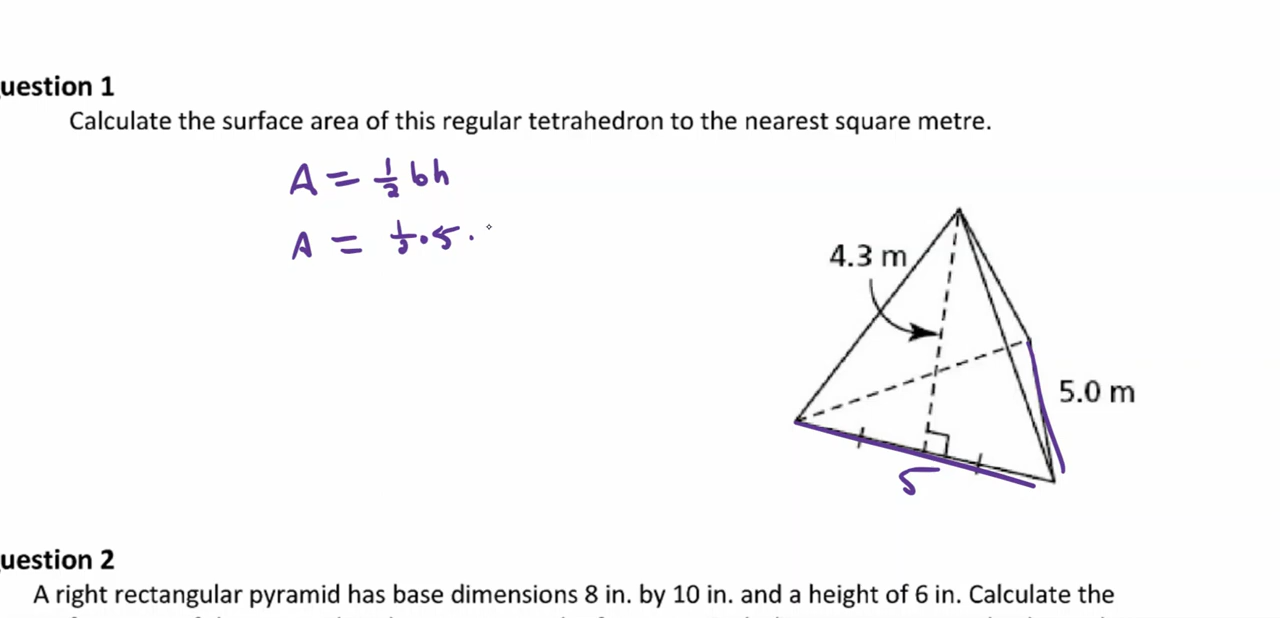 uestion 1
Calculate the surface area of this regular tetrahedron to the nearest square metre.
A = 1/2 bh
A = 1/2 · 5 ·
4.3 m
5.0 m
5
uestion 2
A right rectangular pyramid has base dimensions 8 in. by 10 in. and a height of 6 in. Calculate the